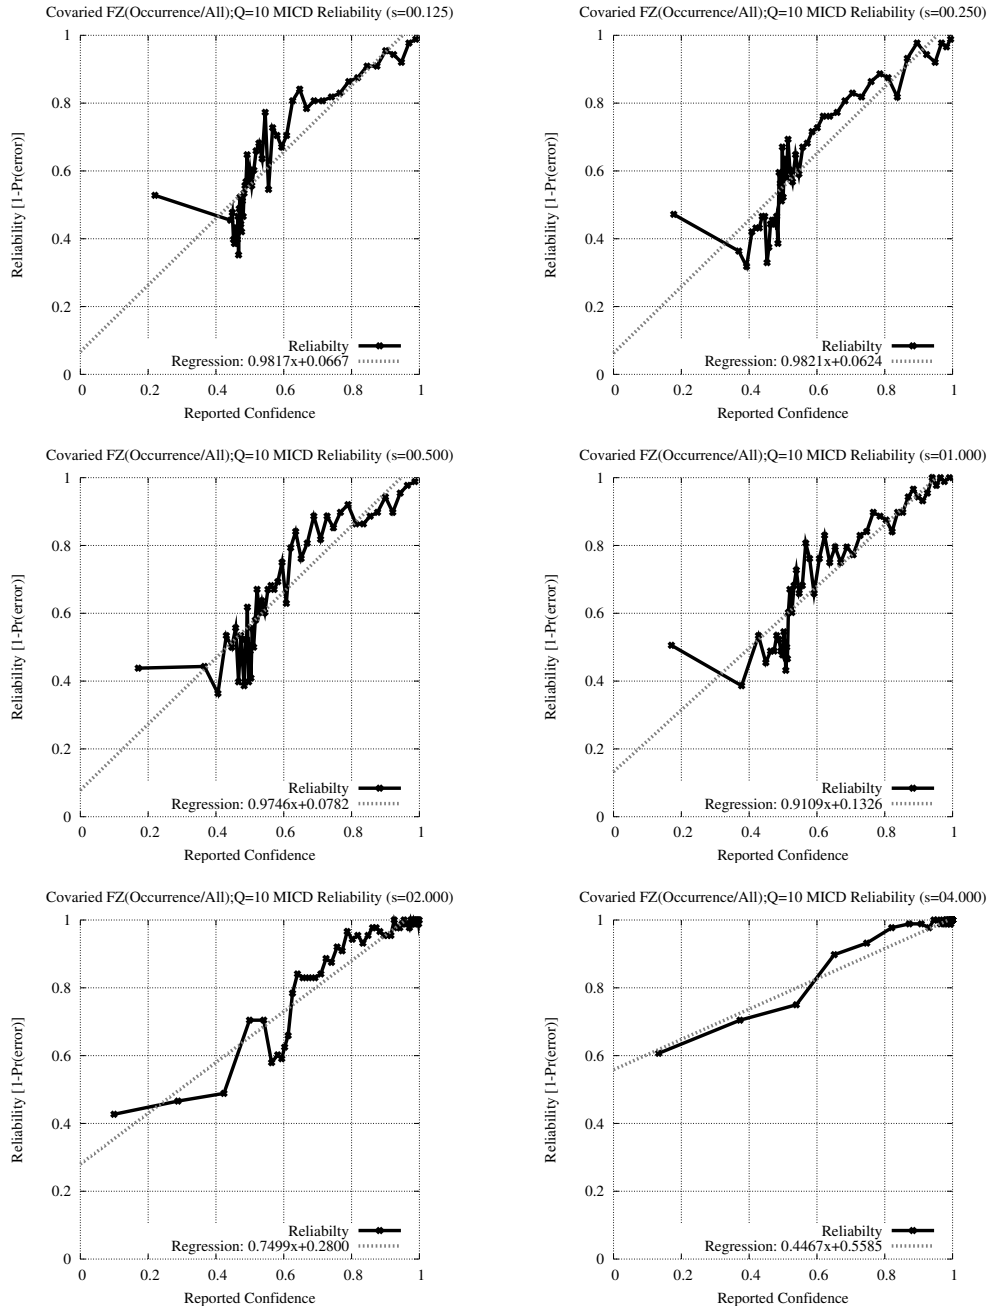 Covaried FZ(Occurrence/All);Q=10 MICD Reliability (s=00.125)
1
0.8
0.6
0.4
0.2
0
Reliability [1-Pr(error)]
Reliabilty
Regression: 0.9817x+0.0667
0 0.2 0.4 0.6 0.8 1
Reported Confidence
Covaried FZ(Occurrence/All);Q=10 MICD Reliability (s=00.250)
1
0.8
0.6
0.4
0.2
0
Reliability [1-Pr(error)]
Reliabilty
Regression: 0.9821x+0.0624
0 0.2 0.4 0.6 0.8 1
Reported Confidence
Covaried FZ(Occurrence/All);Q=10 MICD Reliability (s=00.500)
1
0.8
0.6
0.4
0.2
0
Reliability [1-Pr(error)]
Reliabilty
Regression: 0.9746x+0.0782
0 0.2 0.4 0.6 0.8 1
Reported Confidence
Covaried FZ(Occurrence/All);Q=10 MICD Reliability (s=01.000)
1
0.8
0.6
0.4
0.2
0
Reliability [1-Pr(error)]
Reliabilty
Regression: 0.9109x+0.1326
0 0.2 0.4 0.6 0.8 1
Reported Confidence
Covaried FZ(Occurrence/All);Q=10 MICD Reliability (s=02.000)
1
0.8
0.6
0.4
0.2
0
Reliability [1-Pr(error)]
Reliabilty
Regression: 0.7499x+0.2800
0 0.2 0.4 0.6 0.8 1
Reported Confidence
Covaried FZ(Occurrence/All);Q=10 MICD Reliability (s=04.000)
1
0.8
0.6
0.4
0.2
0
Reliability [1-Pr(error)]
Reliabilty
Regression: 0.4467x+0.5585
0 0.2 0.4 0.6 0.8 1
Reported Confidence